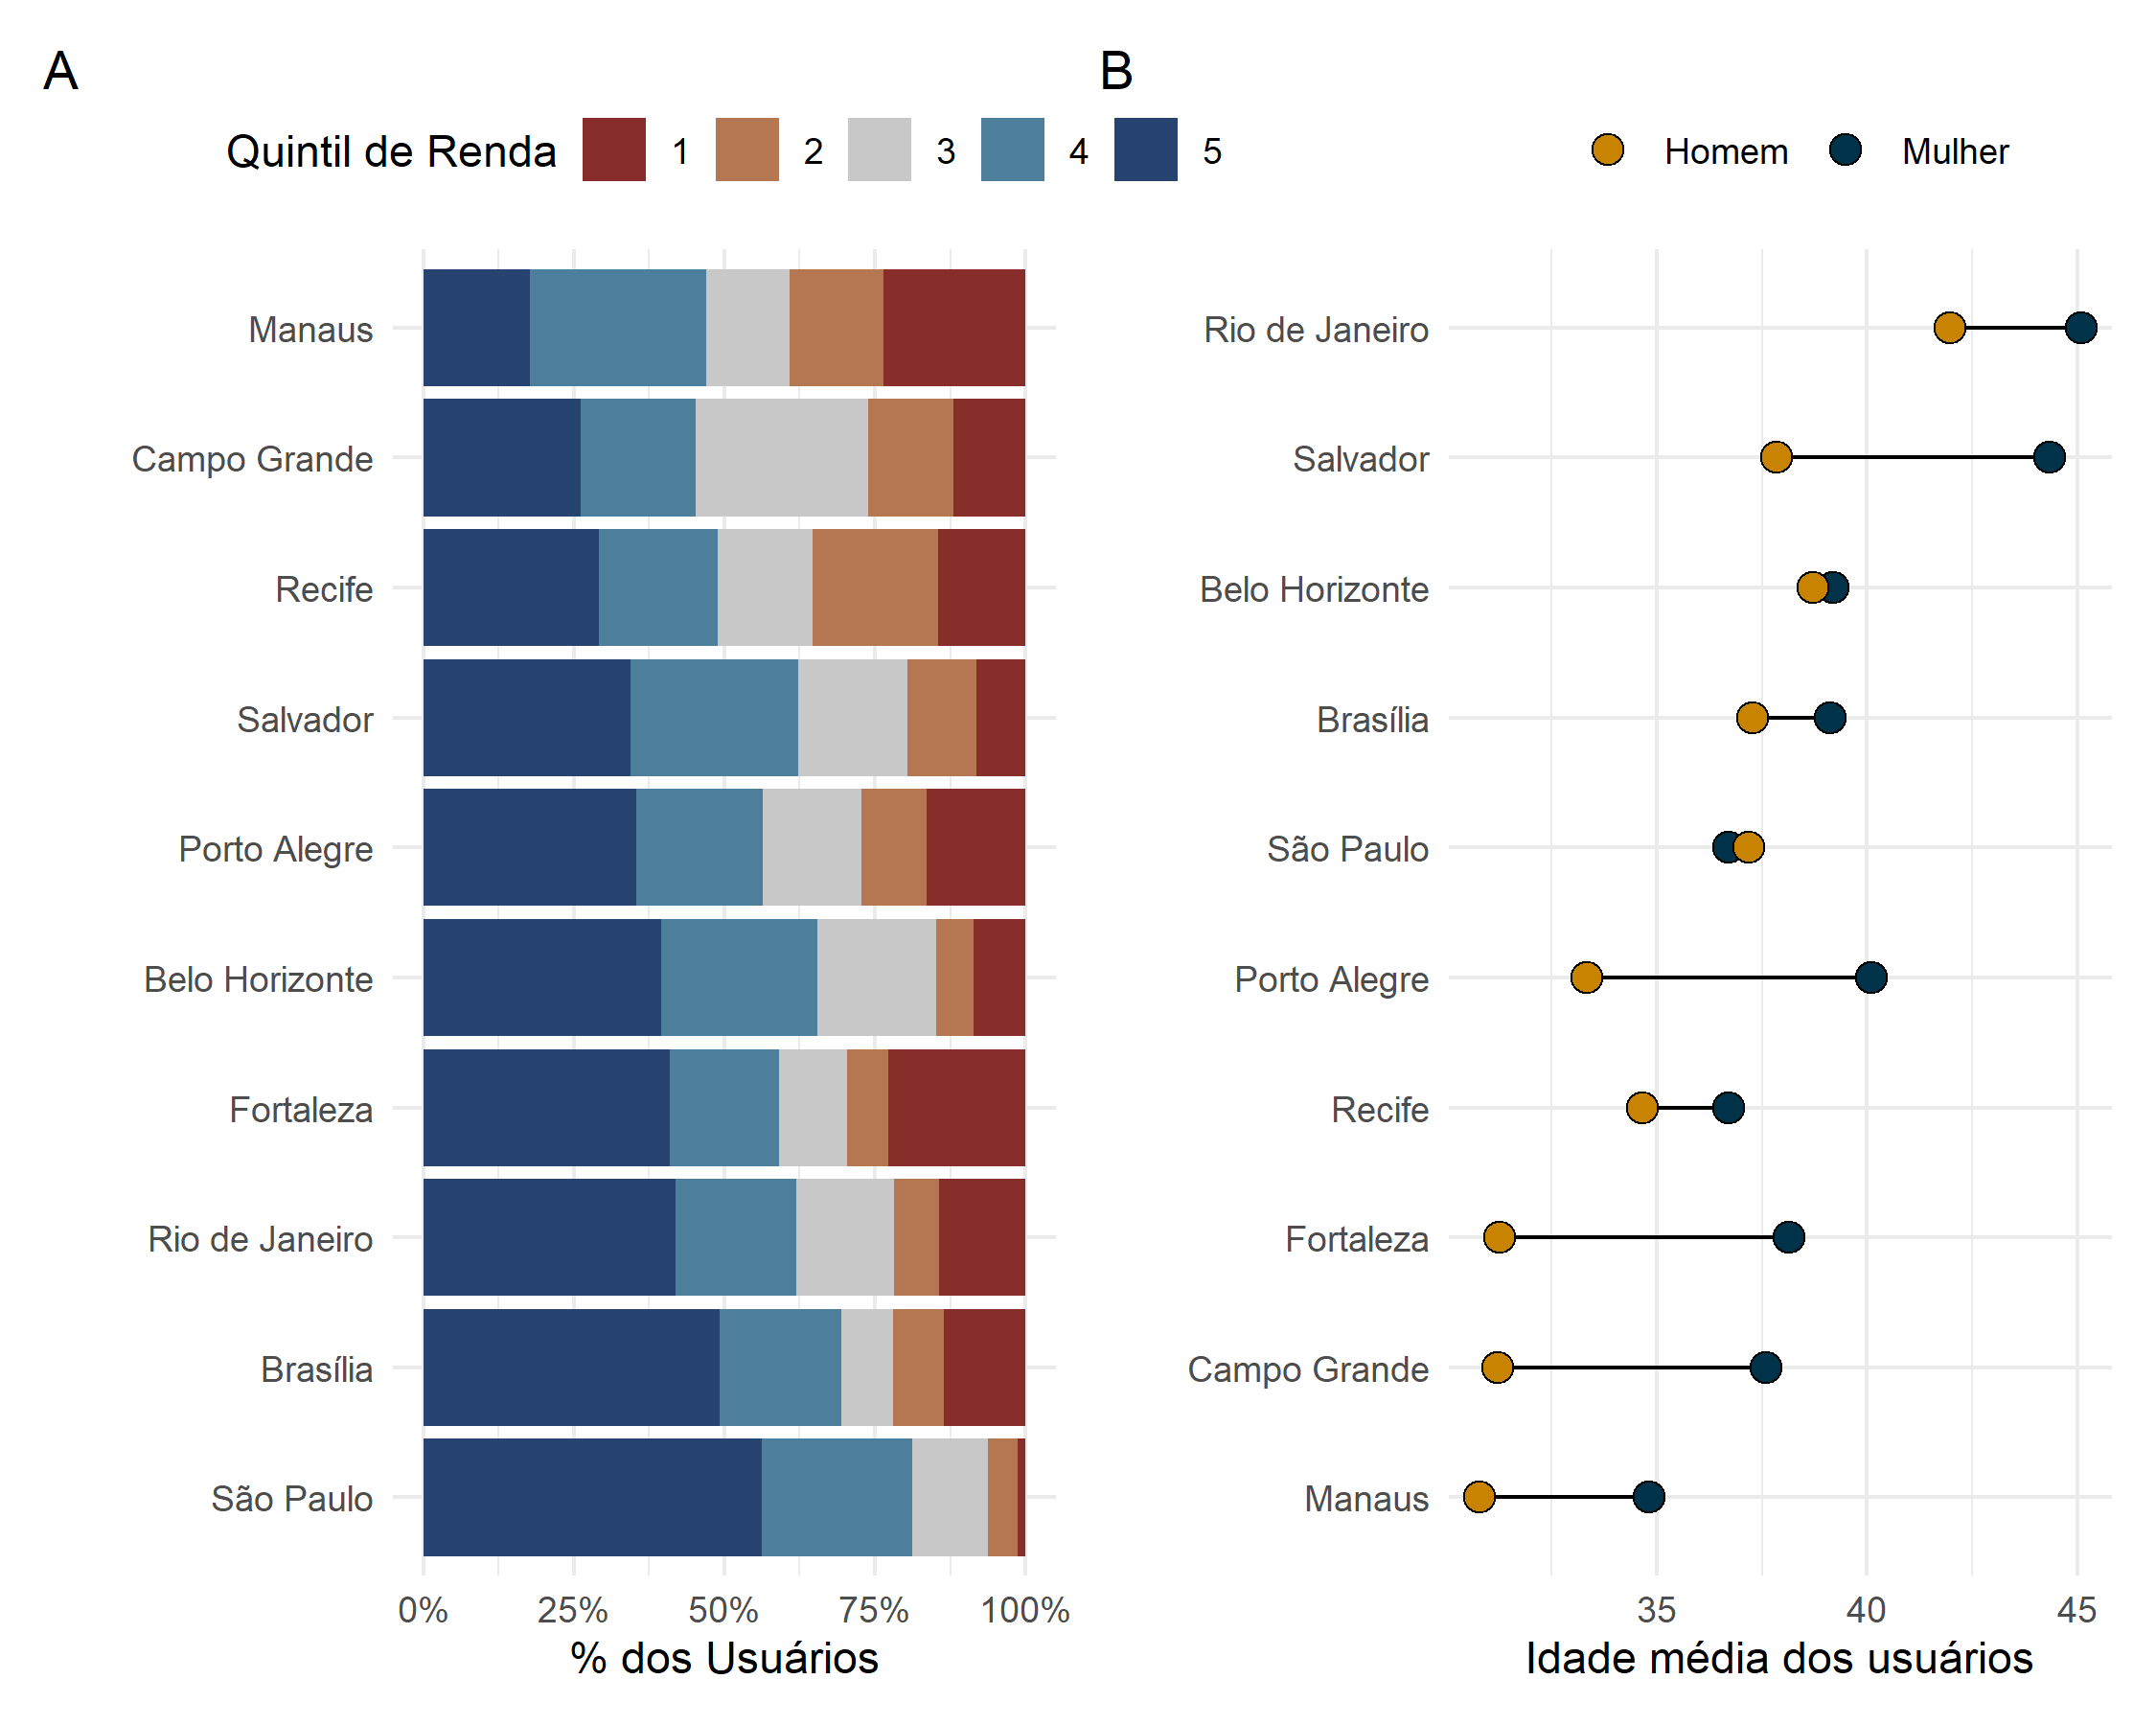 A
Quintil de Renda 1 2 3 4 5
Manaus
Campo Grande
Recife
Salvador
Porto Alegre
Belo Horizonte
Fortaleza
Rio de Janeiro
Brasília
São Paulo
0% 25% 50% 75% 100%
% dos Usuários
B
Homem Mulher
Rio de Janeiro
Salvador
Belo Horizonte
Brasília
São Paulo
Porto Alegre
Recife
Fortaleza
Campo Grande
Manaus
35 40 45
Idade média dos usuários